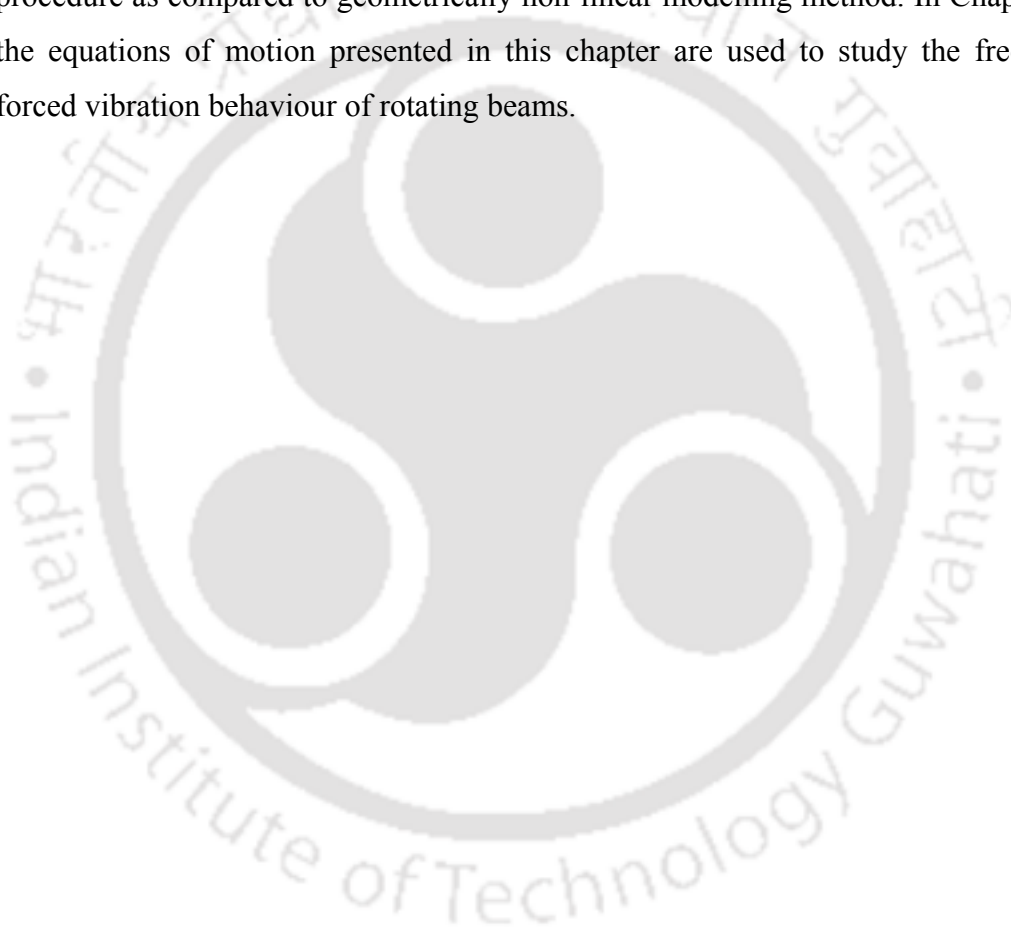 procedure as compared to geometrically non-linear modelling method. In Chap
the equations of motion presented in this chapter are used to study the fre
forced vibration behaviour of rotating beams.
• Indian Institute of Technology Guwahati •